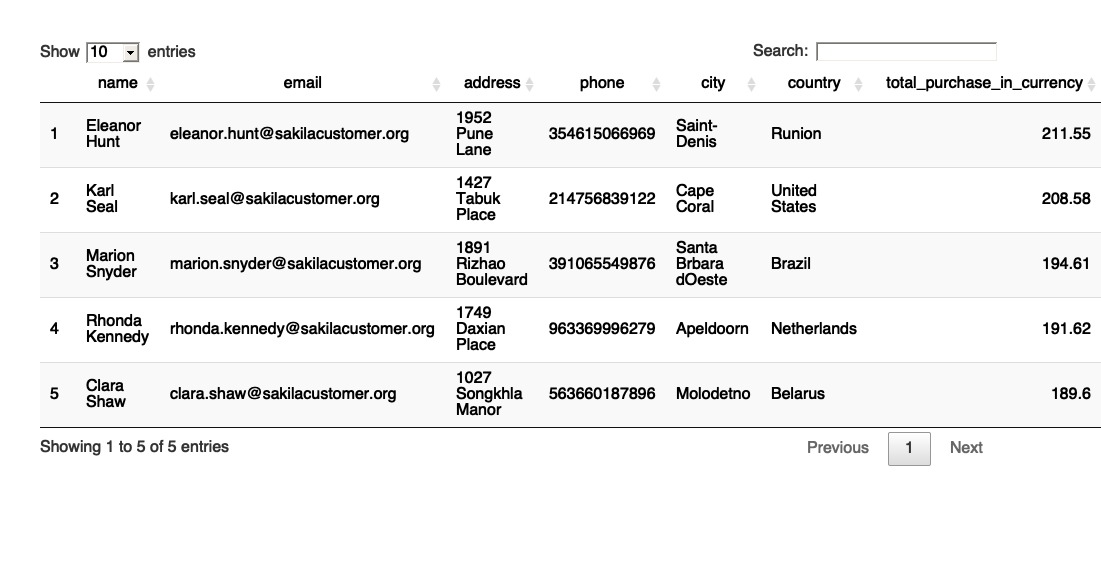 Show 10 entries Search:
name email address phone city country total_purchase_in_currency
1 Eleanor Hunt eleanor.hunt@sakilacustomer.org 1952 Pune Lane 354615066969 Saint-Denis Runion 211.55
2 Karl Seal karl.seal@sakilacustomer.org 1427 Tabuk Place 214756839122 Cape Coral United States 208.58
3 Marion Snyder marion.snyder@sakilacustomer.org 1891 Rizhao Boulevard 391065549876 Santa Brbara dOeste Brazil 194.61
4 Rhonda Kennedy rhonda.kennedy@sakilacustomer.org 1749 Daxian Place 963369996279 Apeldoorn Netherlands 191.62
5 Clara Shaw clara.shaw@sakilacustomer.org 1027 Songkhla Manor 563660187896 Molodetno Belarus 189.6
Showing 1 to 5 of 5 entries Previous 1 Next